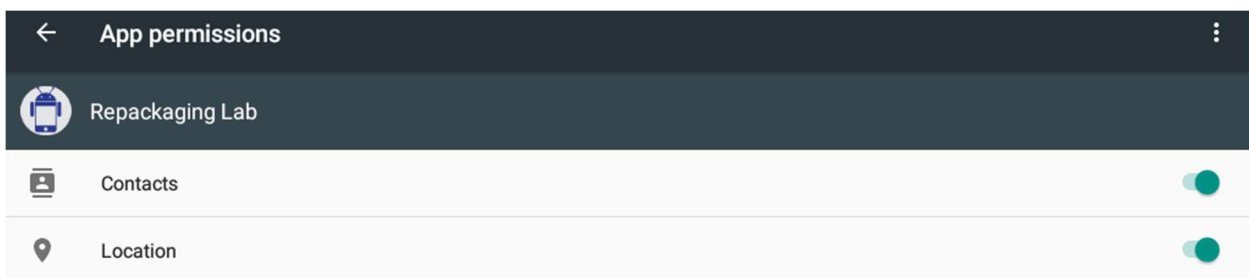 App permissions
Repackaging Lab
Contacts
Location